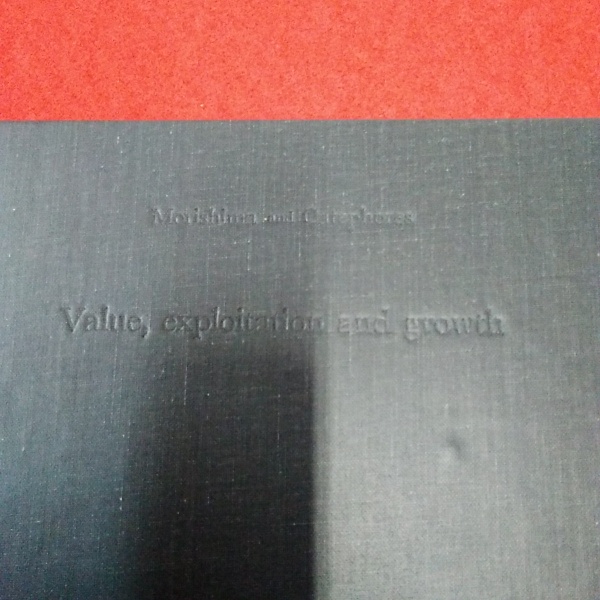 Morishima and Catephores
Value, exploitation and growth